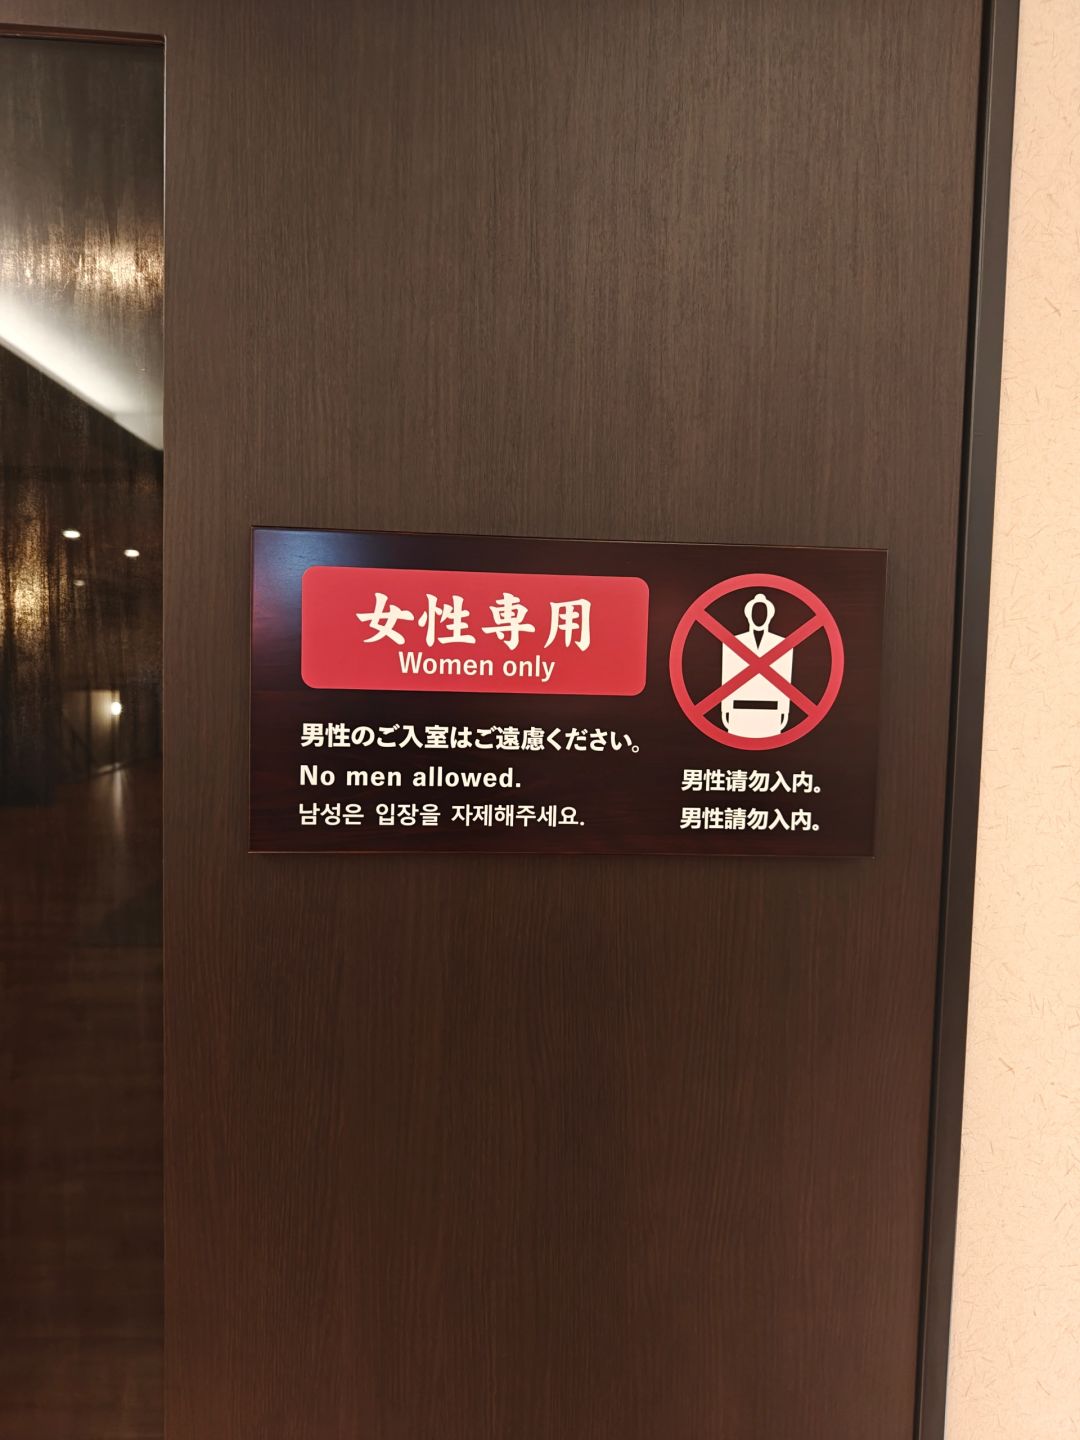 女性専用
Women only
男性のご入室はご遠慮ください。
No men allowed.
남성은 입장을 자제해주세요.
男性请勿入内。
男性請勿入内。